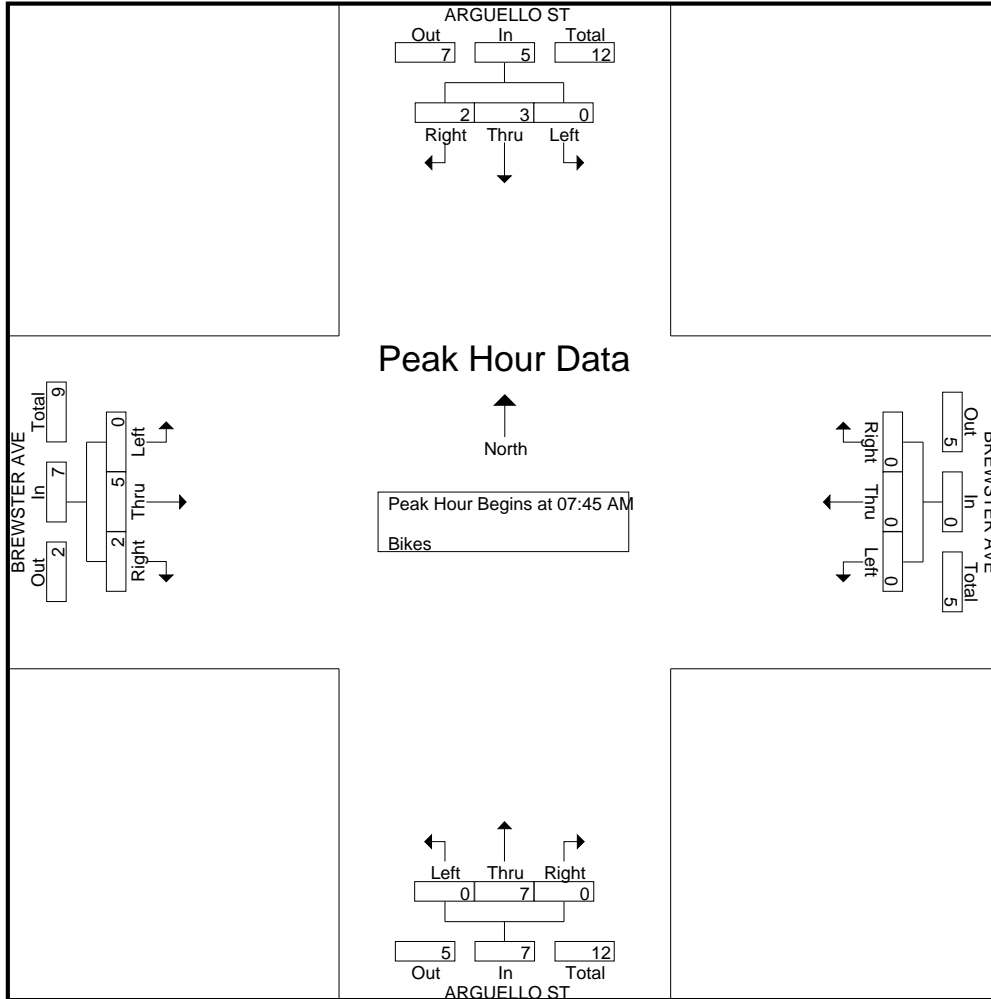 ARGUELLO ST
Out In Total
7 5 12
2 3 0
Right Thru Left
Peak Hour Data
North
Peak Hour Begins at 07:45 AM
Bikes
BREWSTER AVE
Out In Total
2 7 9
2 5 0
Right Thru Left
BREWSTER AVE
Out In Total
5 0 5
0 0 0
Right Thru Left
Left Thru Right
0 7 0
5 7 12
Out In Total
ARGUELLO ST